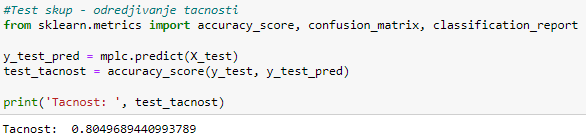 #Test skup - odredjivanje tacnosti
from sklearn.metrics import accuracy_score, confusion_matrix, classification_report
y_test_pred = mplc.predict(X_test)
test_tacnost = accuracy_score(y_test, y_test_pred)
print('Tacnost: ', test_tacnost)
Tacnost:  0.8049689440993789